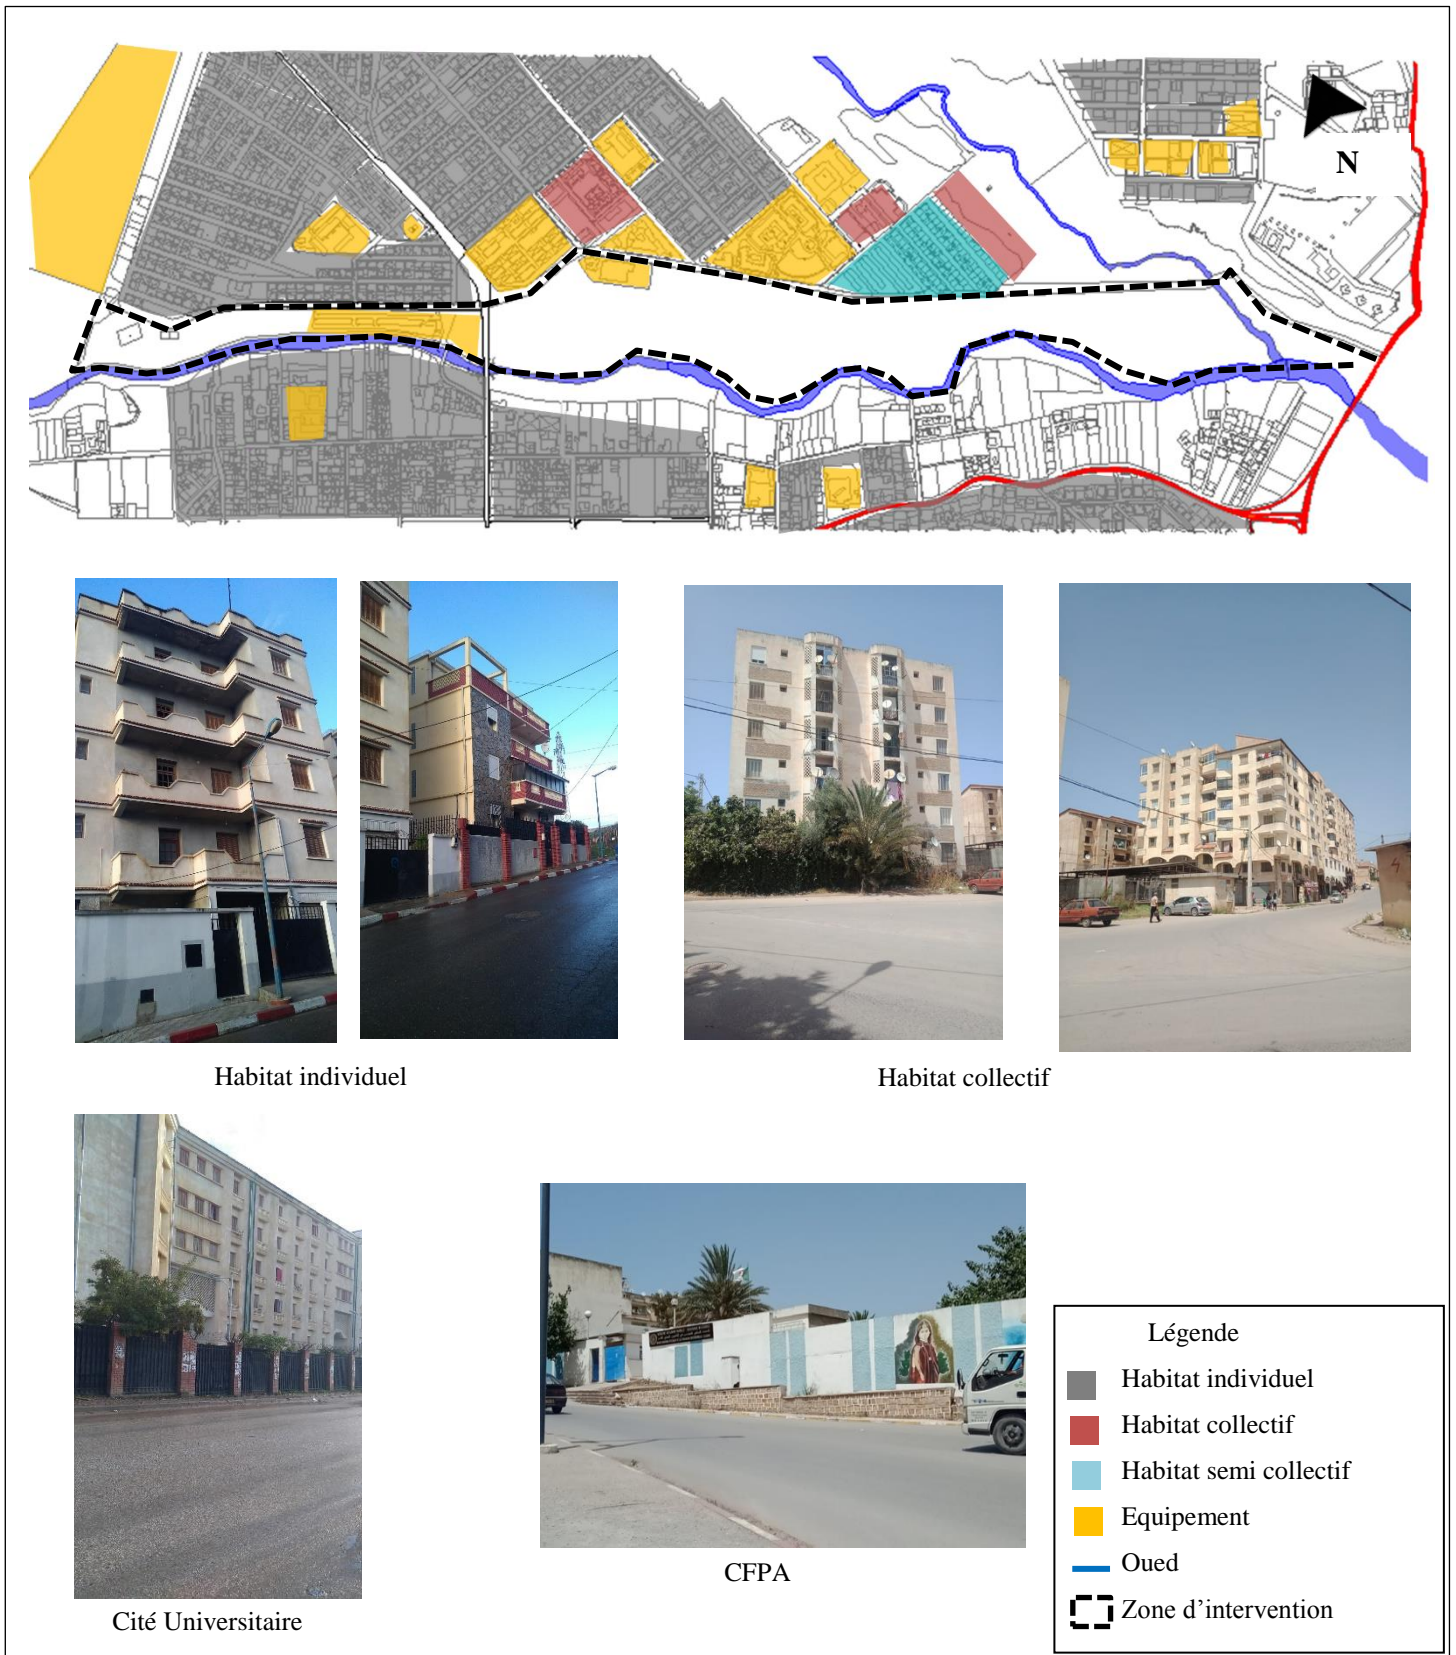 N
Habitat individuel
Habitat collectif
Cité Universitaire
CFPA
Légende
Habitat individuel
Habitat collectif
Habitat semi collectif
Equipement
Oued
Zone d'intervention